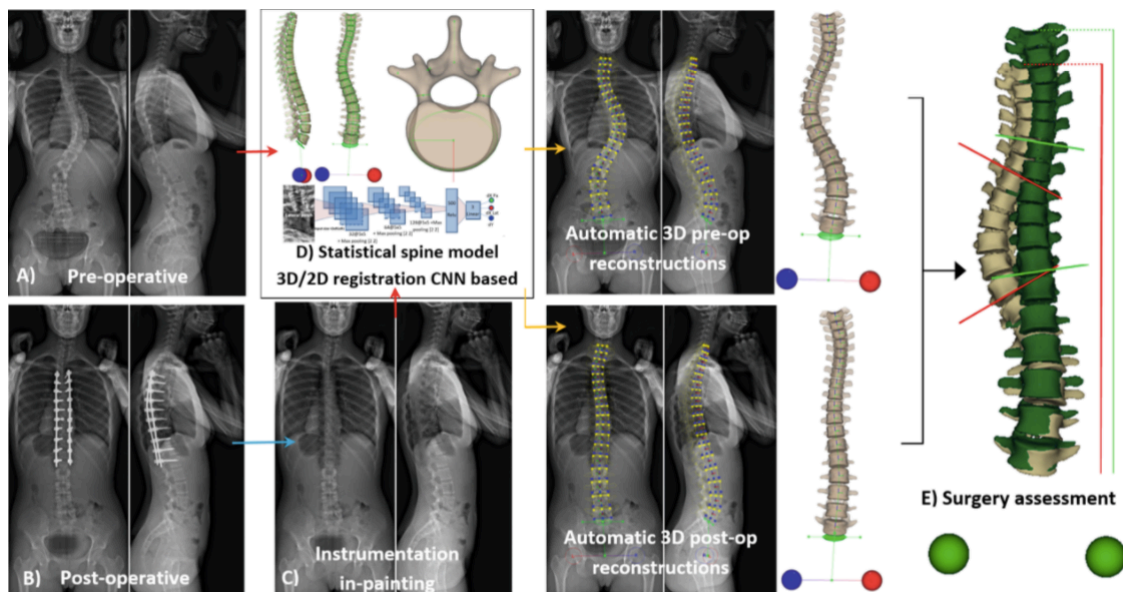 A)
Pre-operative
D) Statistical spine model
3D/2D registration CNN based
Automatic 3D pre-op
reconstructions
B)
Post-operative
C)
Instrumentation
in-painting
Automatic 3D post-op
reconstructions
E) Surgery assessment